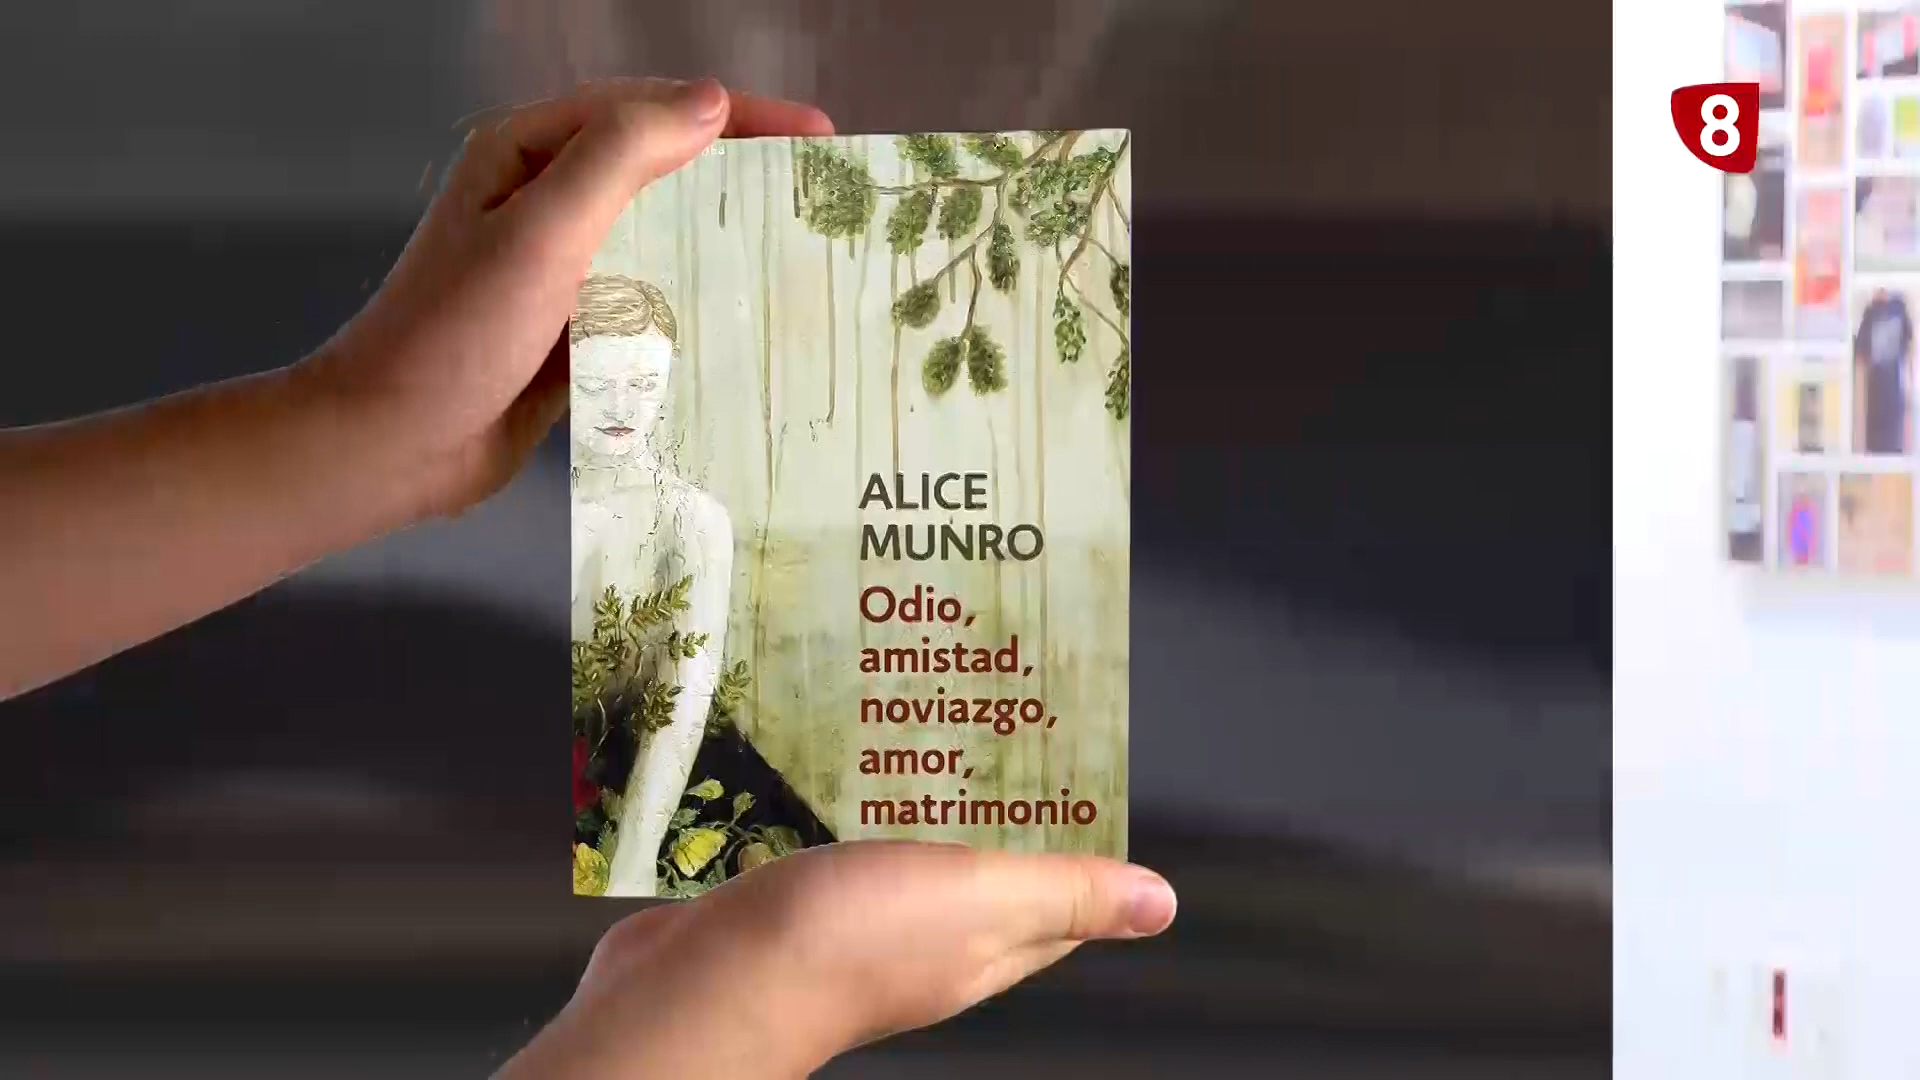 8
ALICE
MUNRO
Odio,
amistad,
noviazgo,
amor,
matrimonio